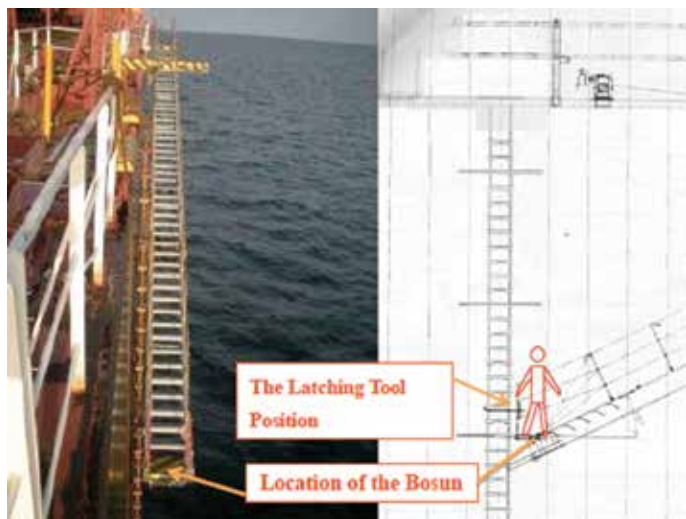 The Latching Tool
Position
Location of the Bosun